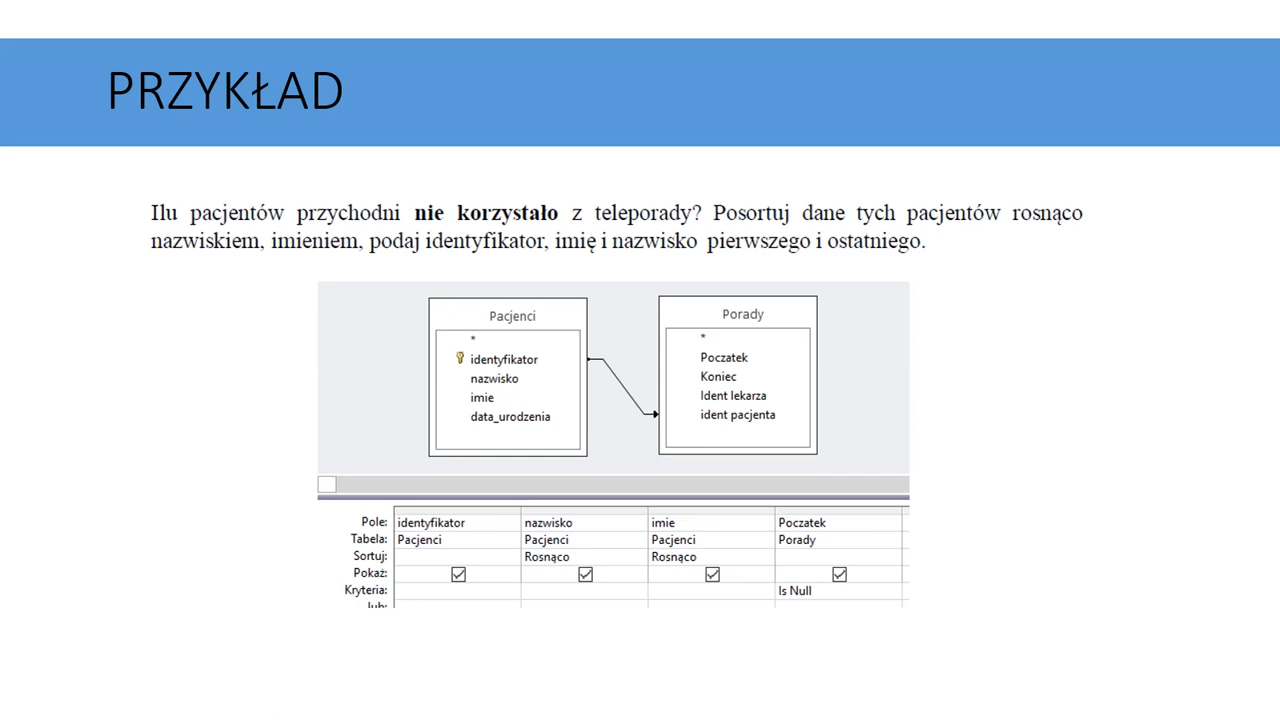 PRZYKŁAD
Ilu pacjentów przychodni nie korzystało z teleporady? Posortuj dane tych pacjentów rosnąco
nazwiskiem, imieniem, podaj identyfikator, imię i nazwisko pierwszego i ostatniego.
Pacjenci
*
identyfikator
nazwisko
imie
data_urodzenia
Porady
*
Poczatek
Koniec
Ident lekarza
ident pacjenta
Pole: identyfikator nazwisko imie Poczatek
Tabela: Pacjenci Pacjenci Pacjenci Porady
Sortuj: Rosnąco Rosnąco
Pokaż:
Kryteria: Is Null
lub: